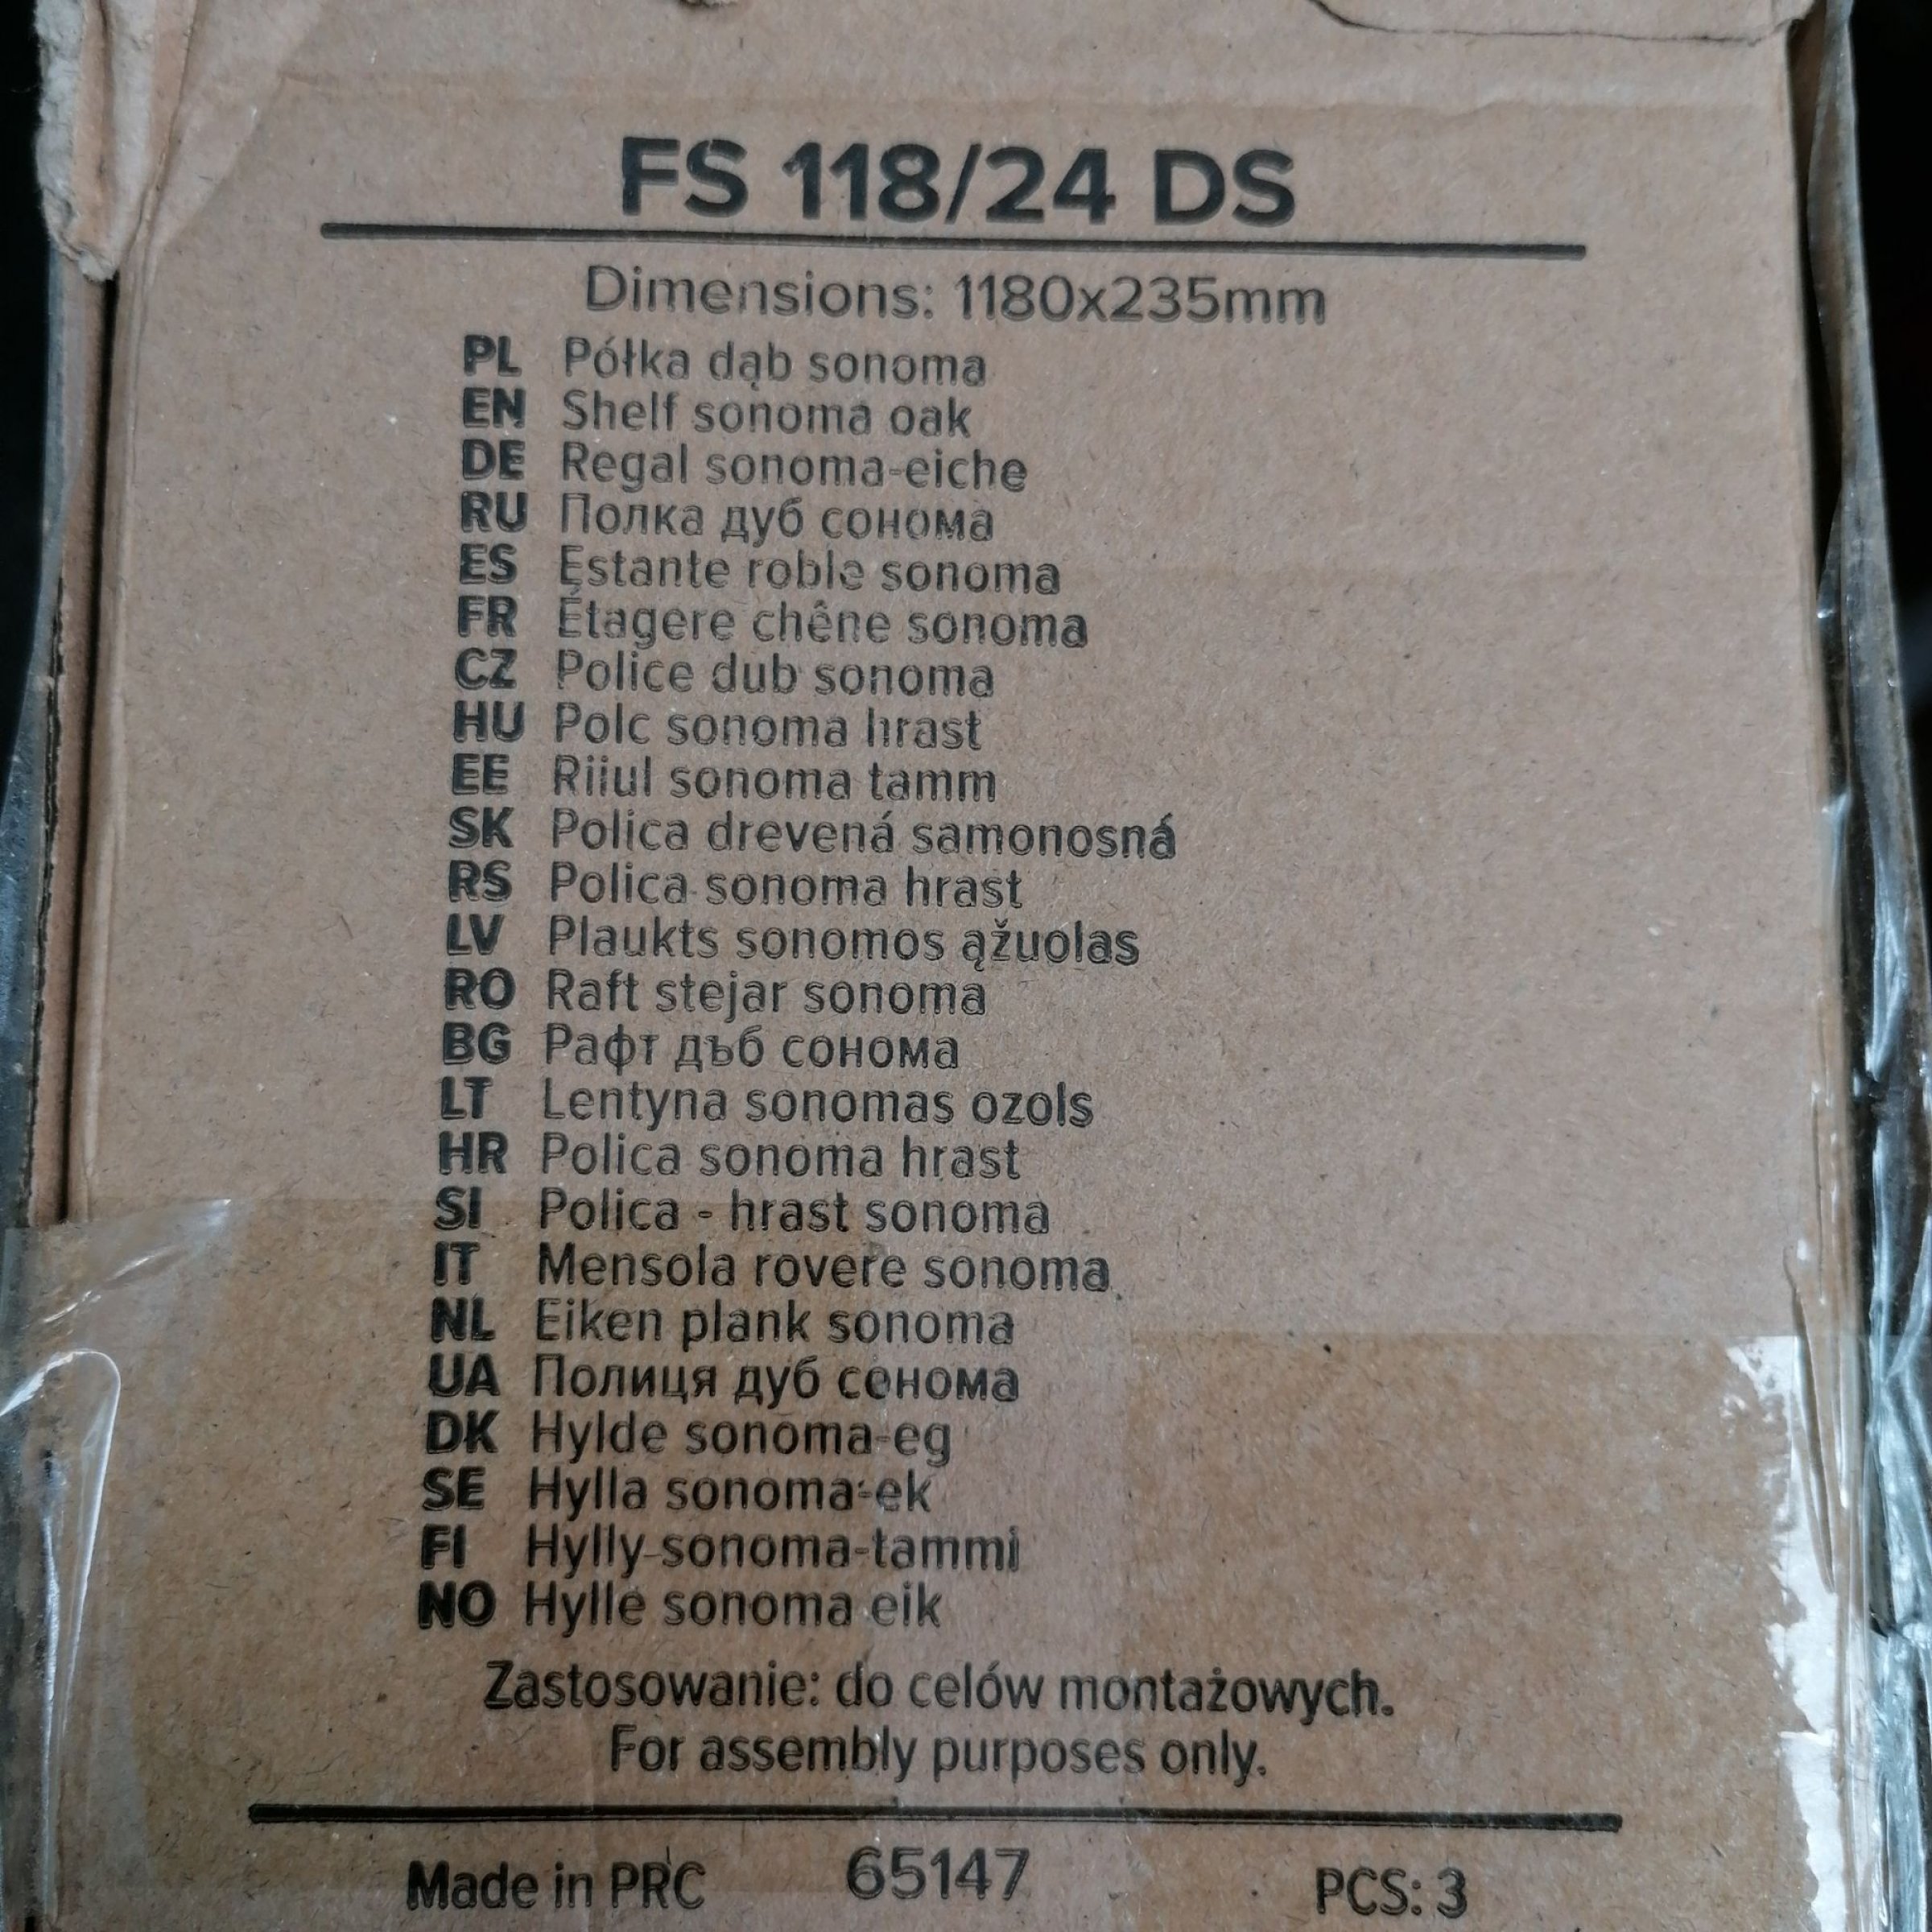 FS 118/24 DS
Dimensions: 1180x235mm
PL Półka dąb sonoma
EN Shelf sonoma oak
DE Regal sonoma-eiche
RU Полка дуб сонома
ES Estante roble sonoma
FR Étagere chêne sonoma
CZ Police dub sonoma
HU Polc sonoma hrast
EE Riiul sonoma tamm
SK Polica drevená samonosná
RS Polica sonoma hrast
LV Plaukts sonomos ąžuolas
RO Raft stejar sonoma
BG Рафт дъб сонома
LT Lentyna sonomas ozols
HR Polica sonoma hrast
SI Polica - hrast sonoma
IT Mensola rovere sonoma
NL Eiken plank sonoma
UA Полиця дуб сонома
DK Hylde sonoma-eg
SE Hylla sonoma-ek
FI Hylly sonoma-tammi
NO Hylle sonoma eik
Zastosowanie: do celów montażowych.
For assembly purposes only.
Made in PRC 65147 PCS: 3